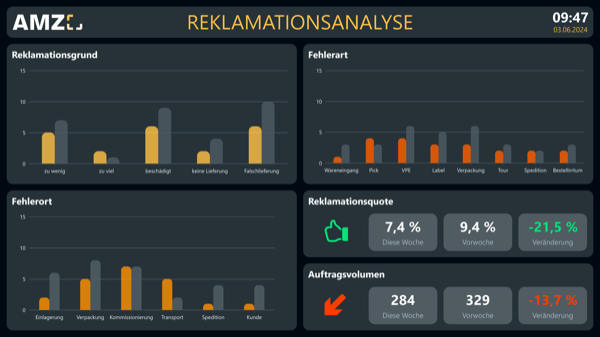 AMZ
REKLAMATIONSANALYSE
09:47
03.06.2024
Reklamationsgrund
15
10
5
0
zu wenig zu viel beschädigt keine Lieferung Falschlieferung
Fehlerart
15
10
5
0
Wareneingang Pick VPE Label Verpackung Tour Spedition Bestellirrtum
Fehlerort
15
10
5
0
Einlagerung Verpackung Kommissionierung Transport Spedition Kunde
Reklamationsquote
7,4 % 9,4 % -21,5 %
Diese Woche Vorwoche Veränderung
Auftragsvolumen
284 329 -13,7 %
Diese Woche Vorwoche Veränderung